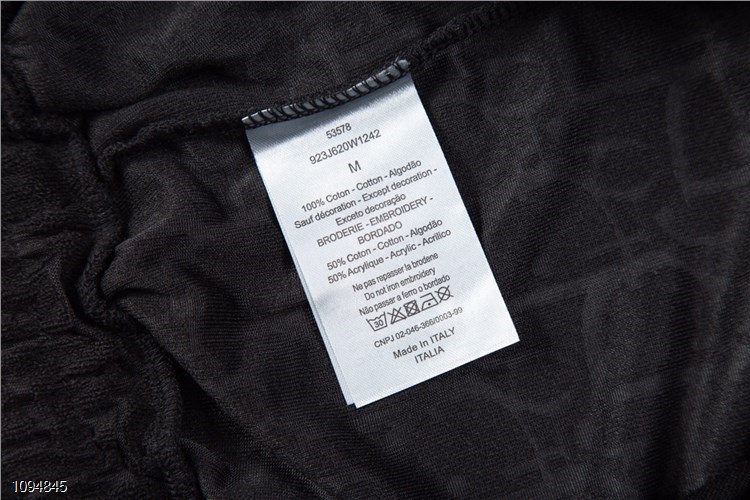 53578
923J620W1242
M
100% Coton - Cotton - Algodão
Sauf décoration - Except decoration -
Exceto decoração
BRODERIE - EMBROIDERY -
BORDADO
50% Coton - Cotton - Algodão
50% Acrylique - Acrylic - Acrílico
Ne pas repasser la broderie
Do not iron embroidery
Não passar a ferro o bordado
30
CNPJ 02-046-366/0003-99
Made In ITALY
ITALIA
1094845